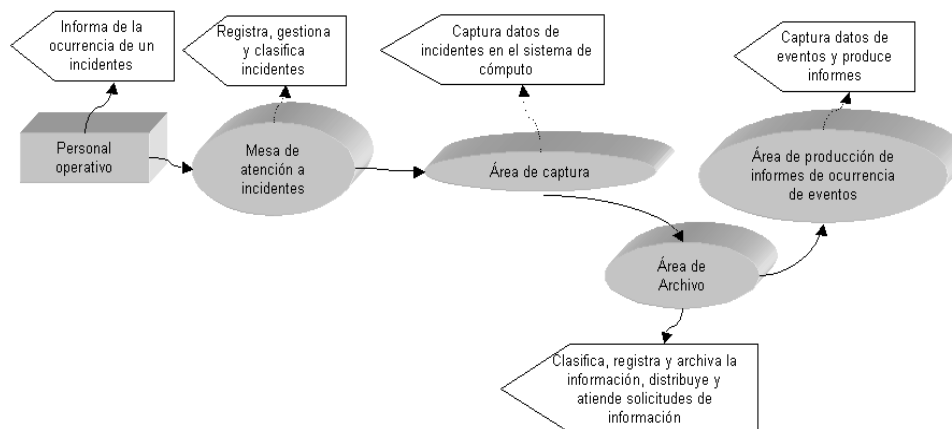 Informa de la
ocurrencia de un
incidentes
Registra, gestiona
y clasifica
incidentes
Captura datos de
incidentes en el sistema de
cómputo
Captura datos de
eventos y produce
informes
Personal
operativo
Mesa de
atención a
incidentes
Área de captura
Área de producción de
informes de ocurrencia
de eventos
Área de
Archivo
Clasifica, registra y archiva la
información, distribuye y
atiende solicitudes de
información